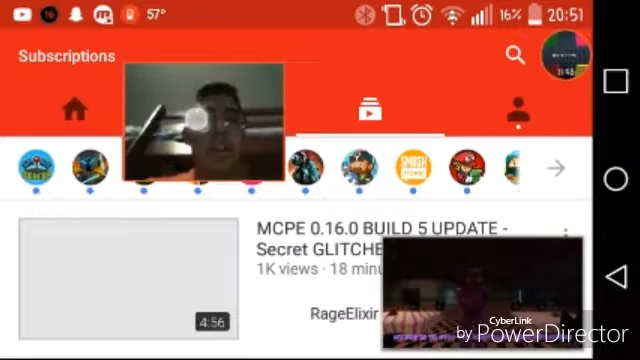 57°
16% 20:51
Subscriptions
MCPE 0.16.0 BUILD 5 UPDATE -
Secret GLITCHE
1K views · 18 minu
4:56
RageElixir
CyberLink
by PowerDirector